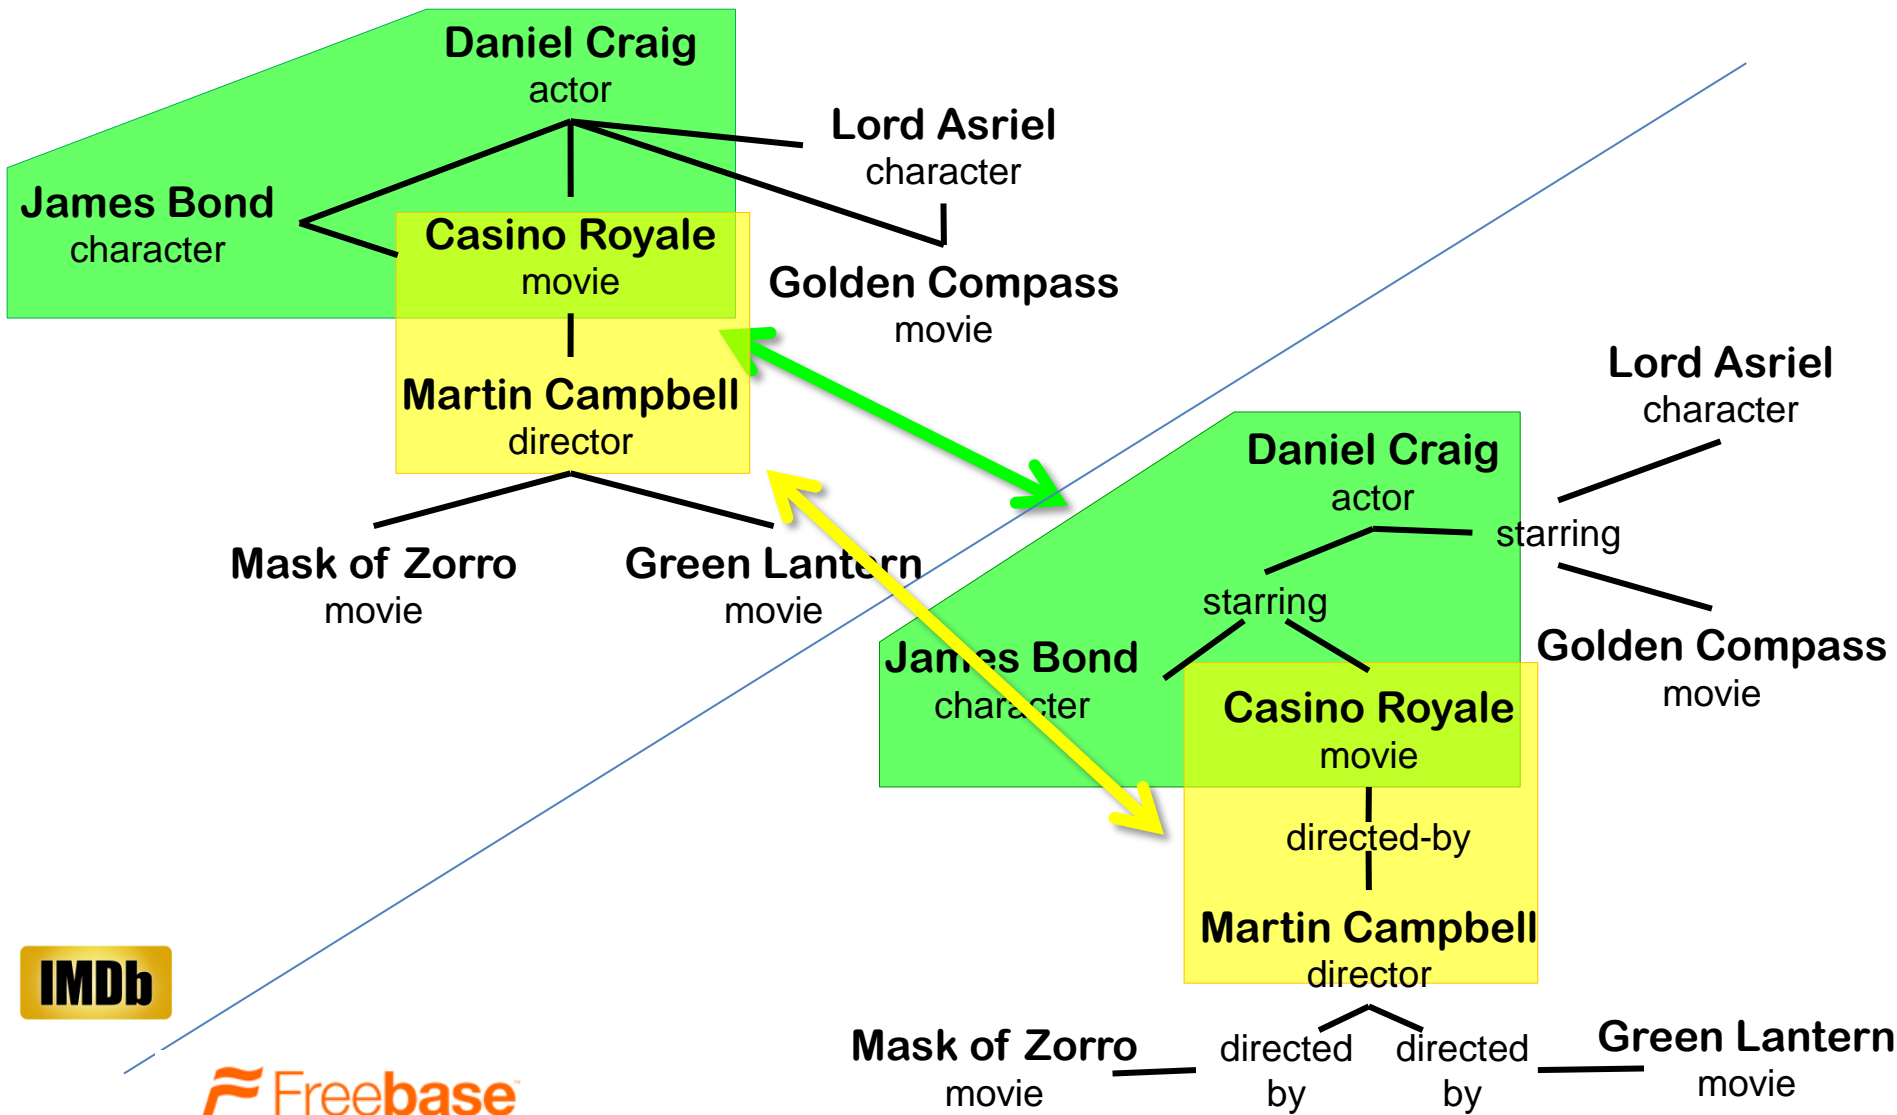 Daniel Craig
actor
Lord Asriel
character
James Bond
character
Casino Royale
movie
Golden Compass
movie
Martin Campbell
director
Mask of Zorro
movie
Green Lantern
movie
Lord Asriel
character
Daniel Craig
actor
starring
starring
James Bond
character
Golden Compass
movie
Casino Royale
movie
directed-by
Martin Campbell
director
Mask of Zorro
movie
directed
by
directed
by
Green Lantern
movie
IMDb
Freebase